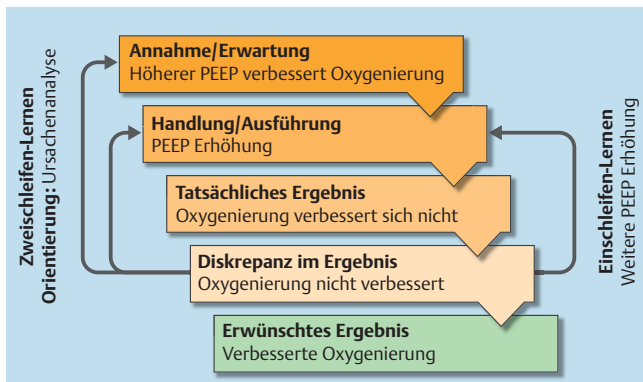 Annahme/Erwartung
Höherer PEEP verbessert Oxygenierung
Handlung/Ausführung
PEEP Erhöhung
Tatsächliches Ergebnis
Oxygenierung verbessert sich nicht
Diskrepanz im Ergebnis
Oxygenierung nicht verbessert
Erwünschtes Ergebnis
Verbesserte Oxygenierung
Zweischleifen-Lernen
Orientierung: Ursachenanalyse
Einschleifen-Lernen
Weitere PEEP Erhöhung